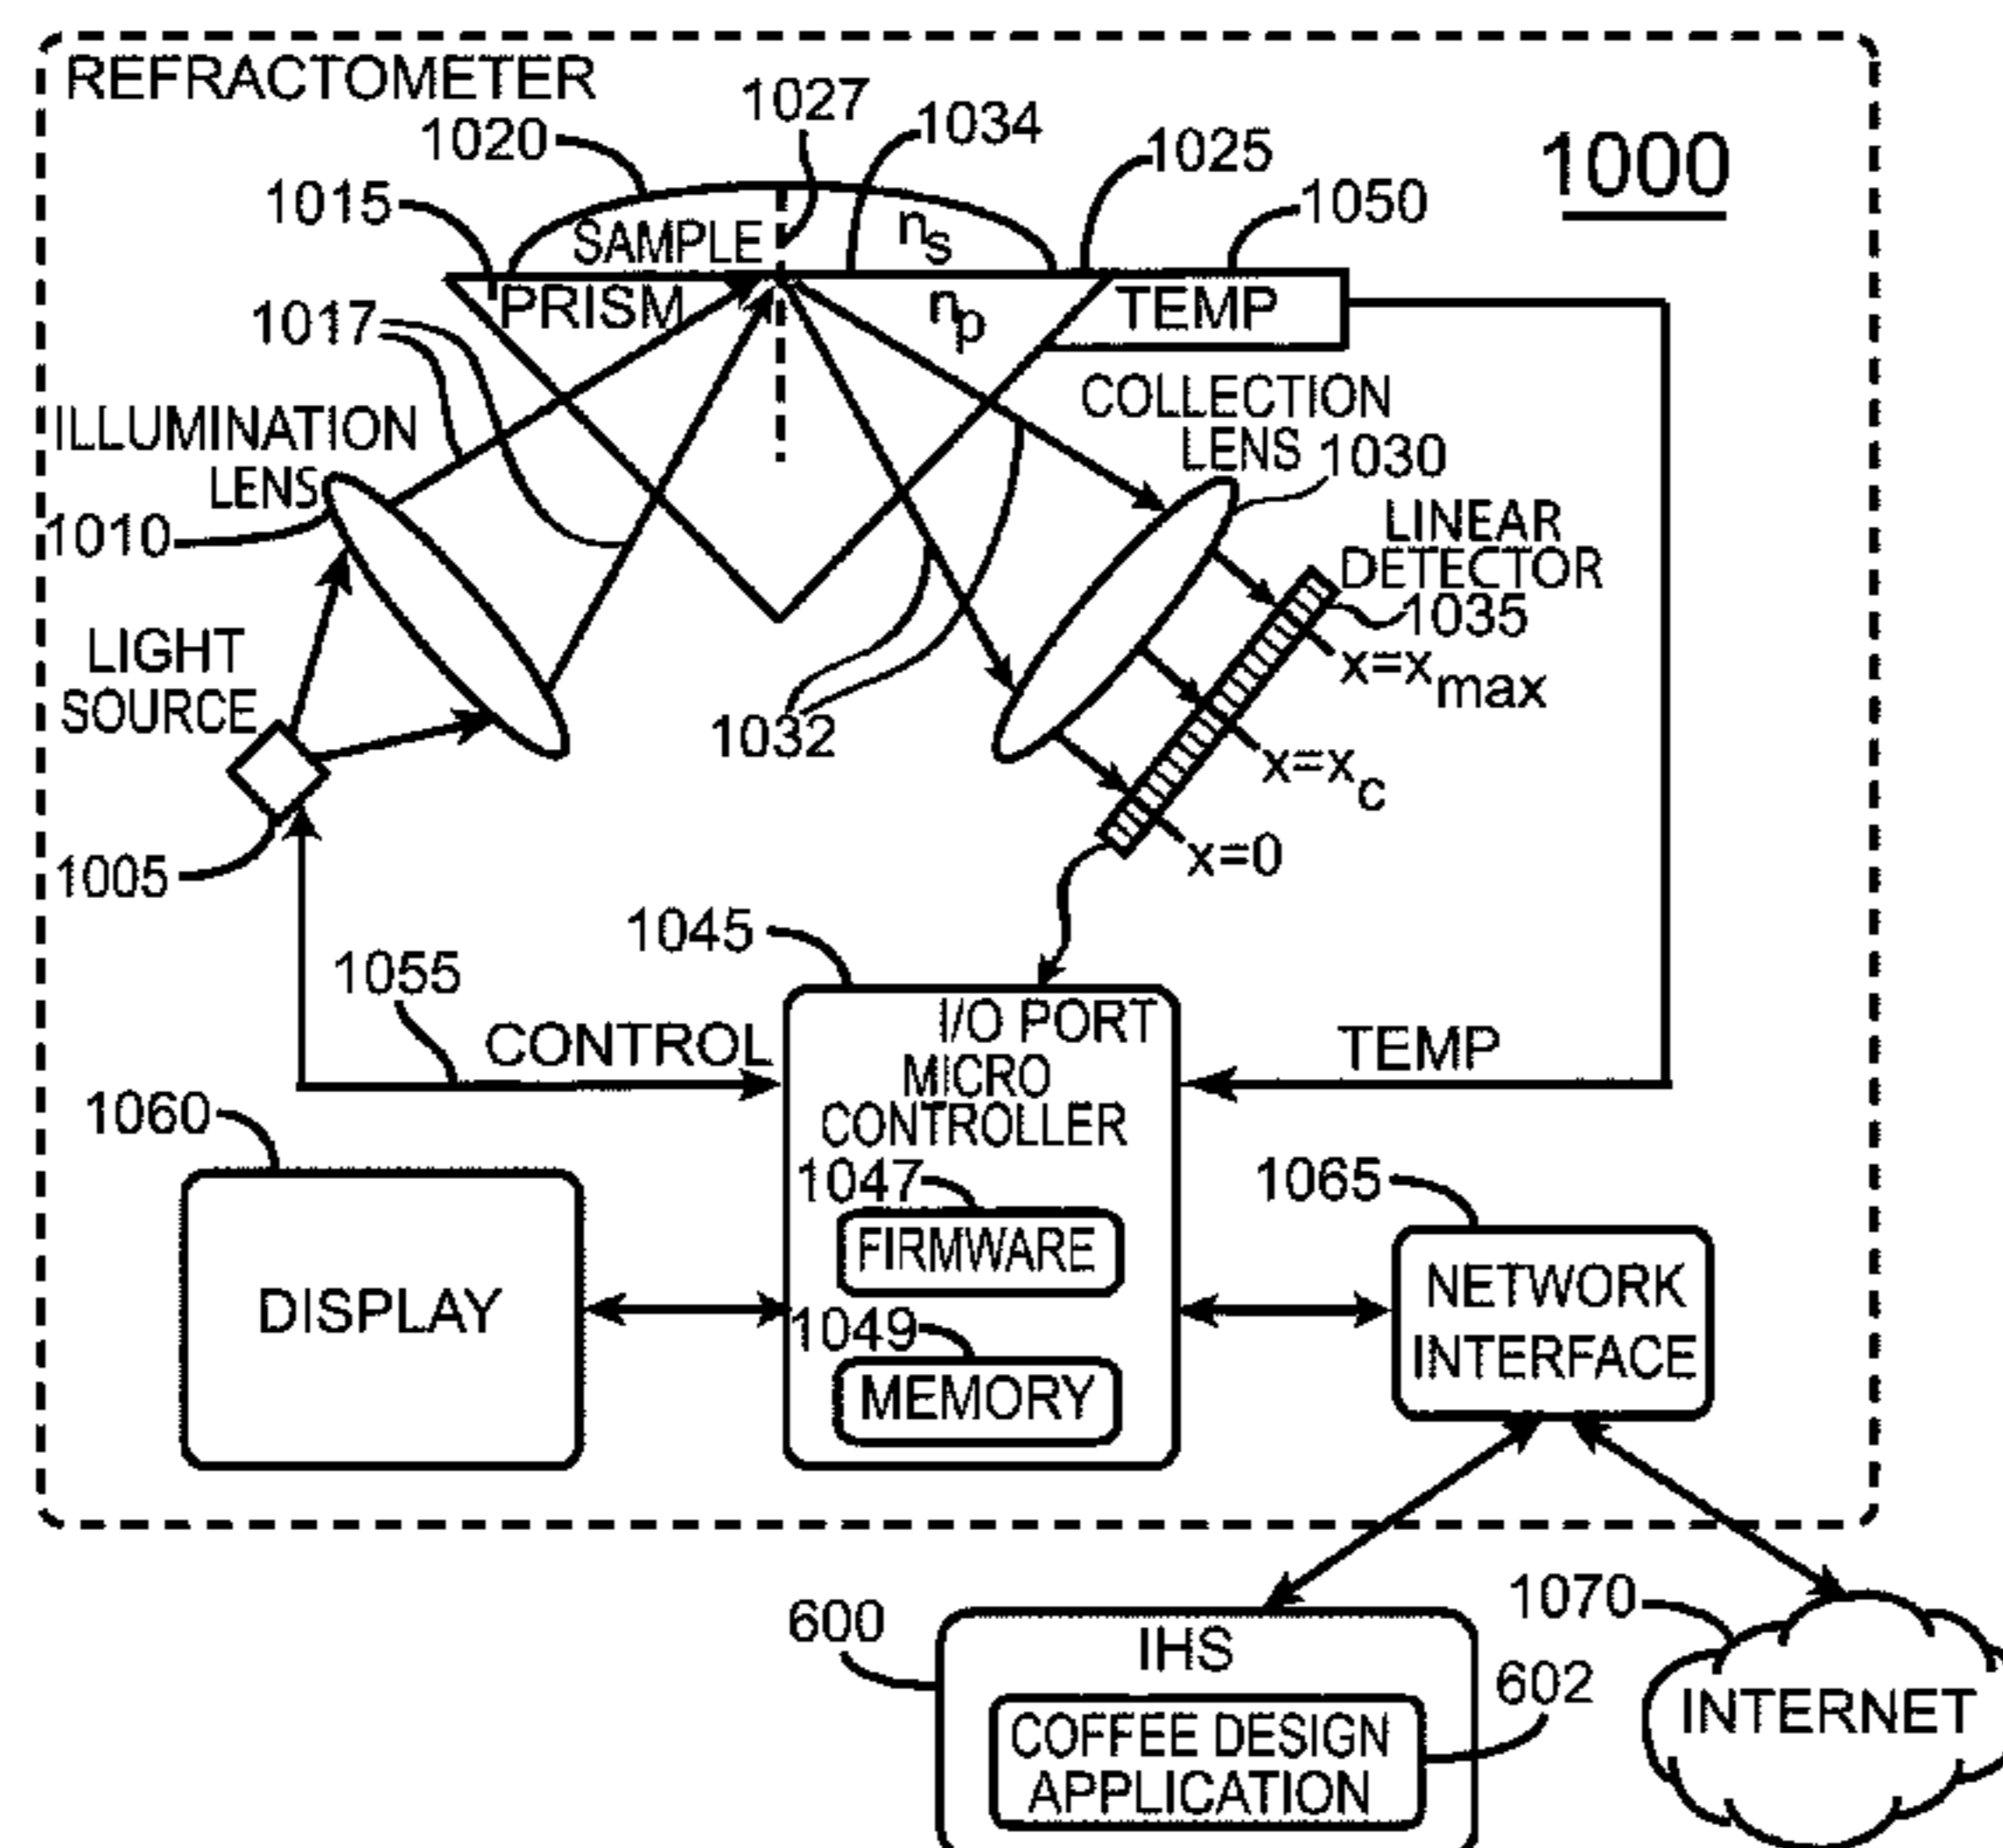 REFRACTOMETER
1027
1020
1034
1025
1000
1015
1050
SAMPLE
ns
PRISM
np
TEMP
1017
COLLECTION
LENS
1030
ILLUMINATION
LENS
1010
LINEAR
DETECTOR
1035
LIGHT
SOURCE
x=xmax
1032
x=xc
x=0
1005
1045
1055
CONTROL
I/O PORT
MICRO
CONTROLLER
TEMP
1060
1047
FIRMWARE
1065
DISPLAY
1049
MEMORY
NETWORK
INTERFACE
600
IHS
602
COFFEE DESIGN
APPLICATION
1070
INTERNET